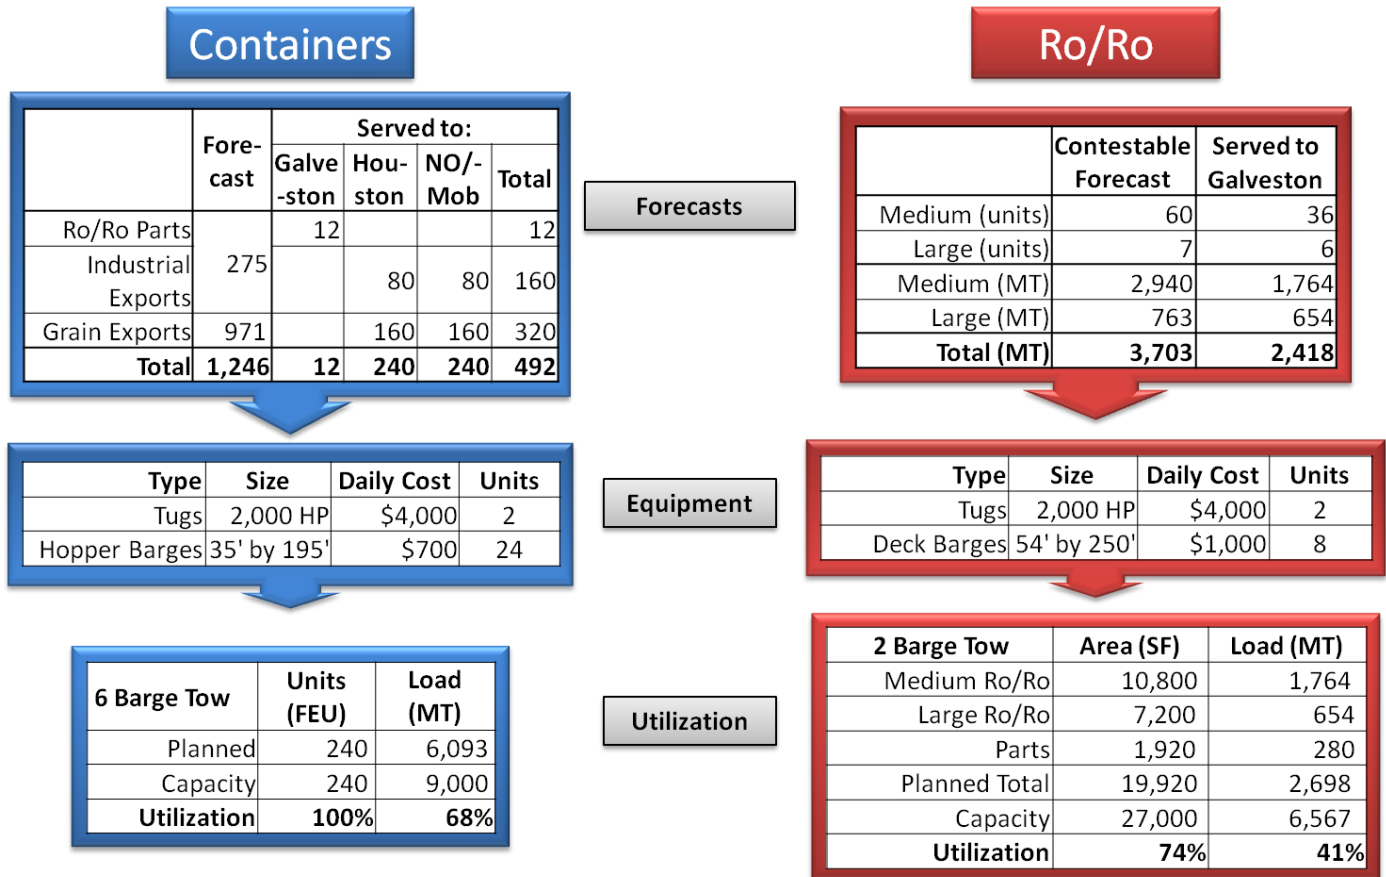 Containers
Ro/Ro
Fore-
cast
Served to:
Galve
-ston
Hou-
ston
NO/-
Mob
Total
Ro/Ro Parts 12 12
Industrial
Exports
275 80 80 160
Grain Exports 971 160 160 320
Total 1,246 12 240 240 492
Forecasts
Contestable
Forecast
Served to
Galveston
Medium (units) 60 36
Large (units) 7 6
Medium (MT) 2,940 1,764
Large (MT) 763 654
Total (MT) 3,703 2,418
Type Size Daily Cost Units
Tugs 2,000 HP $4,000 2
Hopper Barges 35' by 195' $700 24
Equipment
Type Size Daily Cost Units
Tugs 2,000 HP $4,000 2
Deck Barges 54' by 250' $1,000 8
6 Barge Tow
Units
(FEU)
Load
(MT)
Planned 240 6,093
Capacity 240 9,000
Utilization 100% 68%
Utilization
2 Barge Tow Area (SF) Load (MT)
Medium Ro/Ro 10,800 1,764
Large Ro/Ro 7,200 654
Parts 1,920 280
Planned Total 19,920 2,698
Capacity 27,000 6,567
Utilization 74% 41%